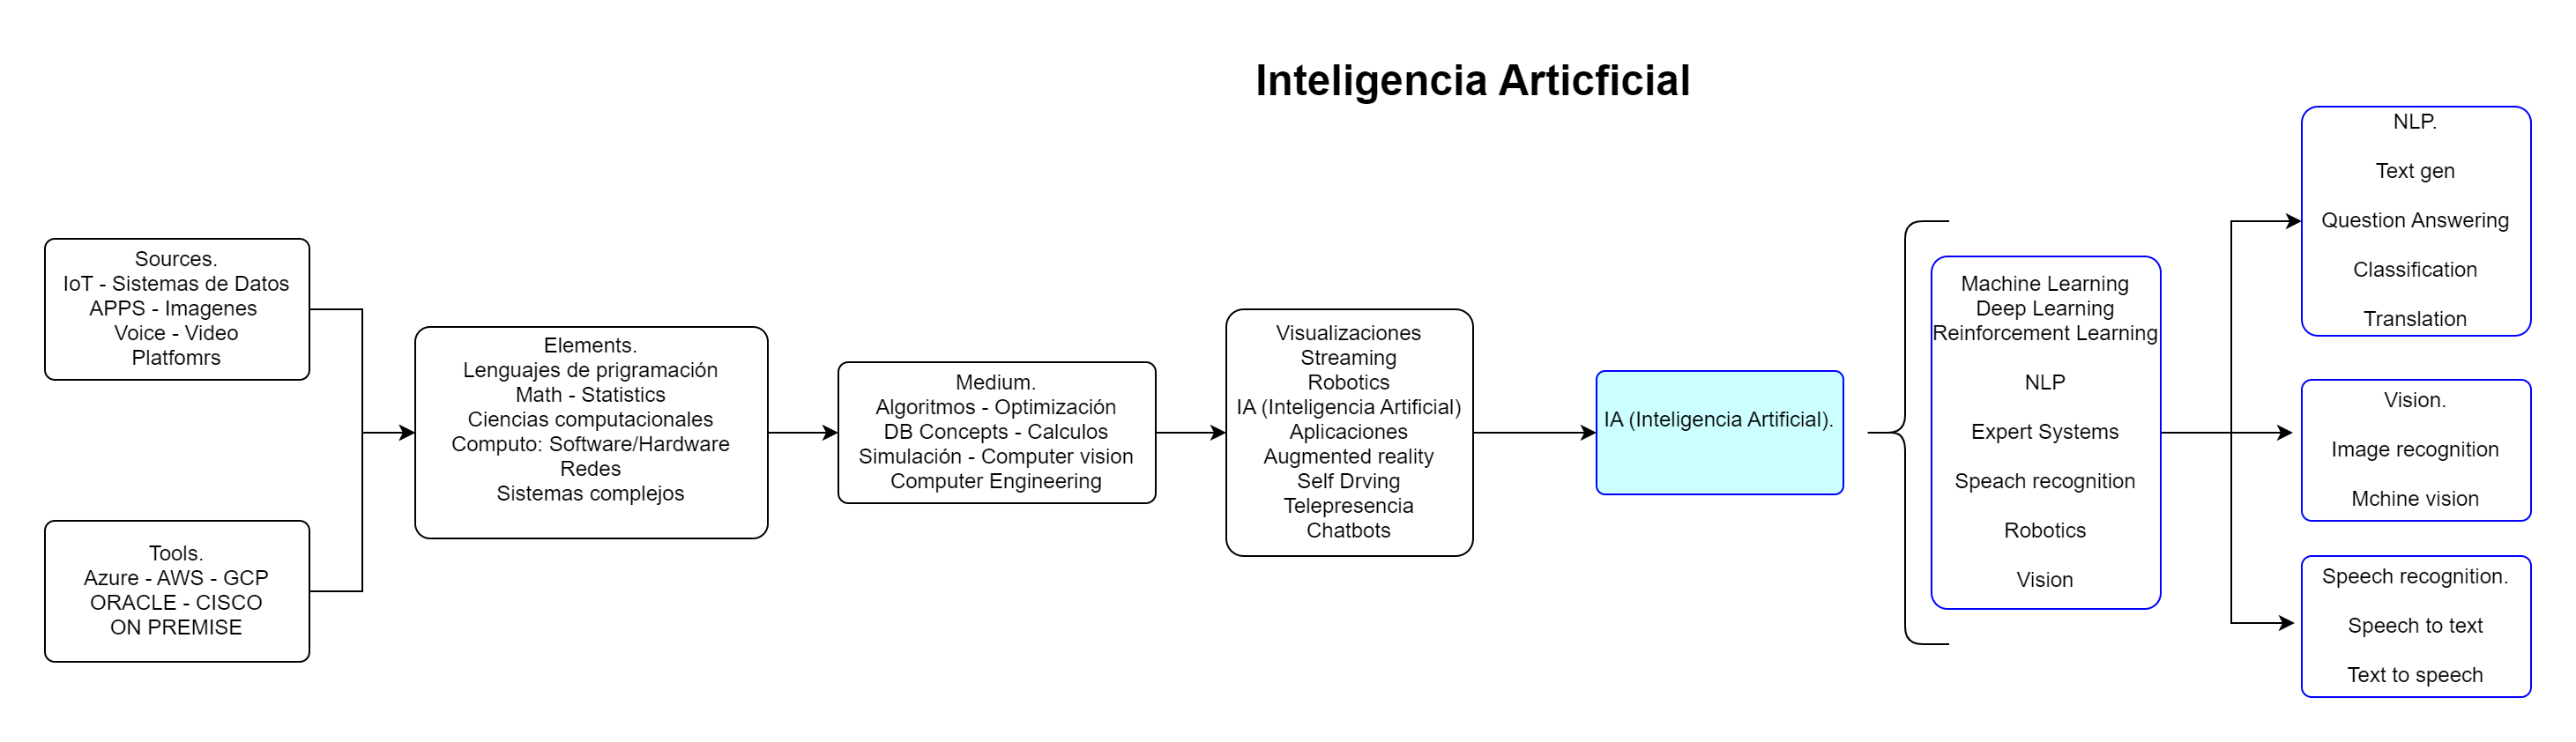 Inteligencia Articficial
Sources.
IoT - Sistemas de Datos
APPS - Imagenes
Voice - Video
Platfomrs
Tools.
Azure - AWS - GCP
ORACLE - CISCO
ON PREMISE
Elements.
Lenguajes de prigramación
Math - Statistics
Ciencias computacionales
Computo: Software/Hardware
Redes
Sistemas complejos
Medium.
Algoritmos - Optimización
DB Concepts - Calculos
Simulación - Computer vision
Computer Engineering
Visualizaciones
Streaming
Robotics
IA (Inteligencia Artificial)
Aplicaciones
Augmented reality
Self Drving
Telepresencia
Chatbots
IA (Inteligencia Artificial).
Machine Learning
Deep Learning
Reinforcement Learning
NLP
Expert Systems
Speach recognition
Robotics
Vision
NLP.
Text gen
Question Answering
Classification
Translation
Vision.
Image recognition
Mchine vision
Speech recognition.
Speech to text
Text to speech